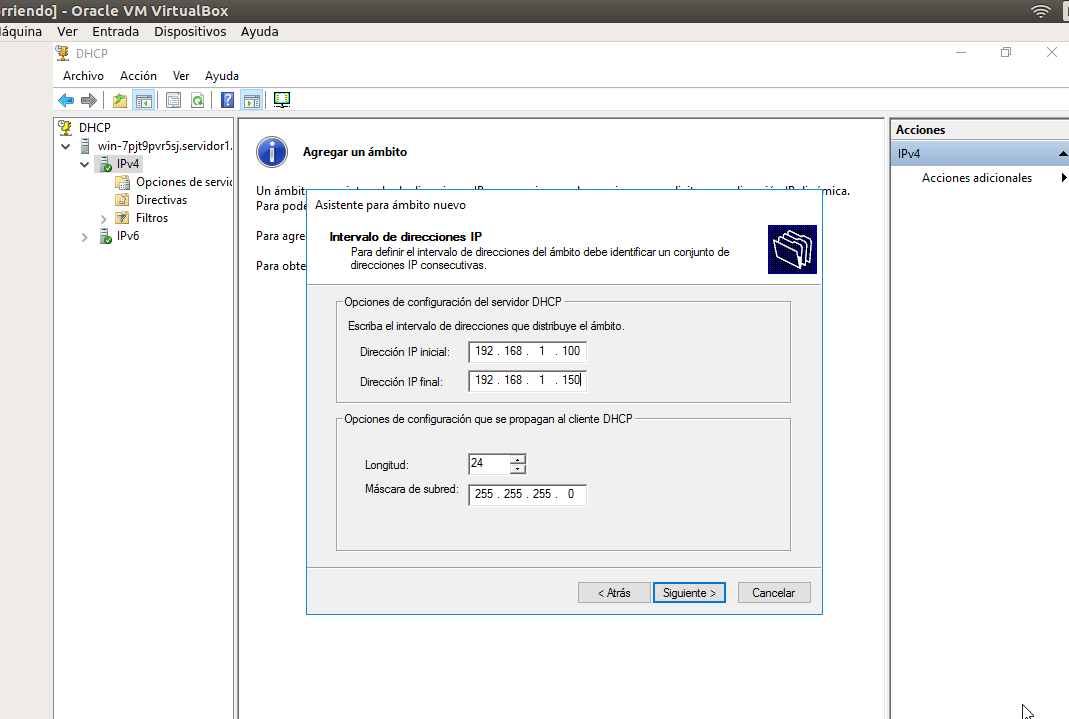 orriendo] - Oracle VM VirtualBox
áquina Ver Entrada Dispositivos Ayuda
DHCP
Archivo Acción Ver Ayuda
DHCP
win-7pjt9pvr5sj.servidor1.
IPv4
Opciones de servic
Directivas
Filtros
IPv6
Agregar un ámbito
Un ámbito
dinámica.
Para pode
Para agre
Para obte
Asistente para ámbito nuevo
Intervalo de direcciones IP
Para definir el intervalo de direcciones del ámbito debe identificar un conjunto de
direcciones IP consecutivas.
Opciones de configuración del servidor DHCP
Escriba el intervalo de direcciones que distribuye el ámbito.
Dirección IP inicial: 192 . 168 . 1 . 100
Dirección IP final: 192 . 168 . 1 . 150
Opciones de configuración que se propagan al cliente DHCP
Longitud: 24
Máscara de subred: 255 . 255 . 255 . 0
< Atrás Siguiente > Cancelar
Acciones
IPv4
Acciones adicionales